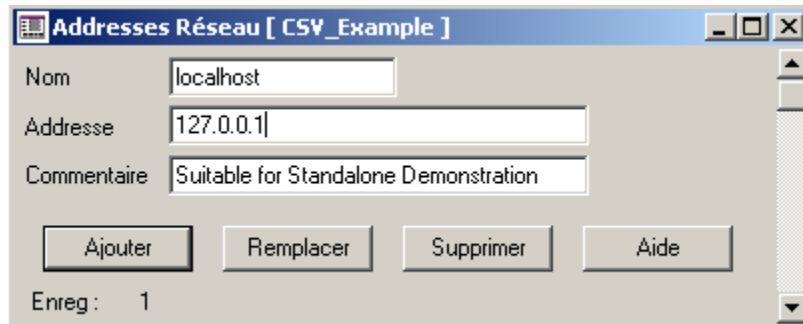 Addresses Réseau [ CSV_Example ]
Nom localhost
Addresse 127.0.0.1
Commentaire Suitable for Standalone Demonstration
Ajouter Remplacer Supprimer Aide
Enreg : 1